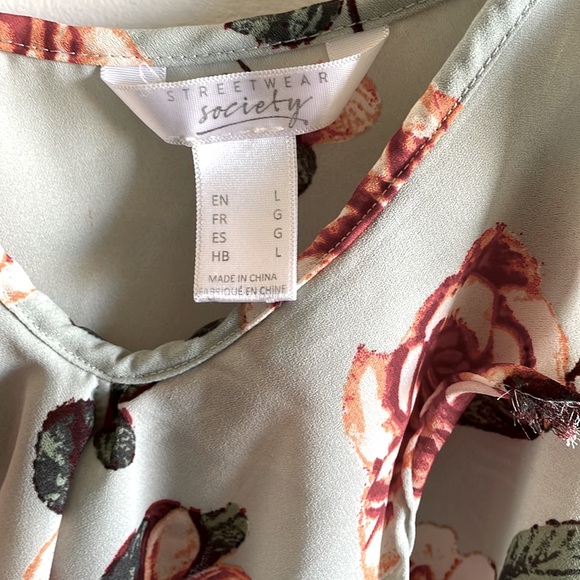 STREETWEAR
society
EN L
FR G
ES G
HB L
MADE IN CHINA
FABRIQUÉ EN CHINE